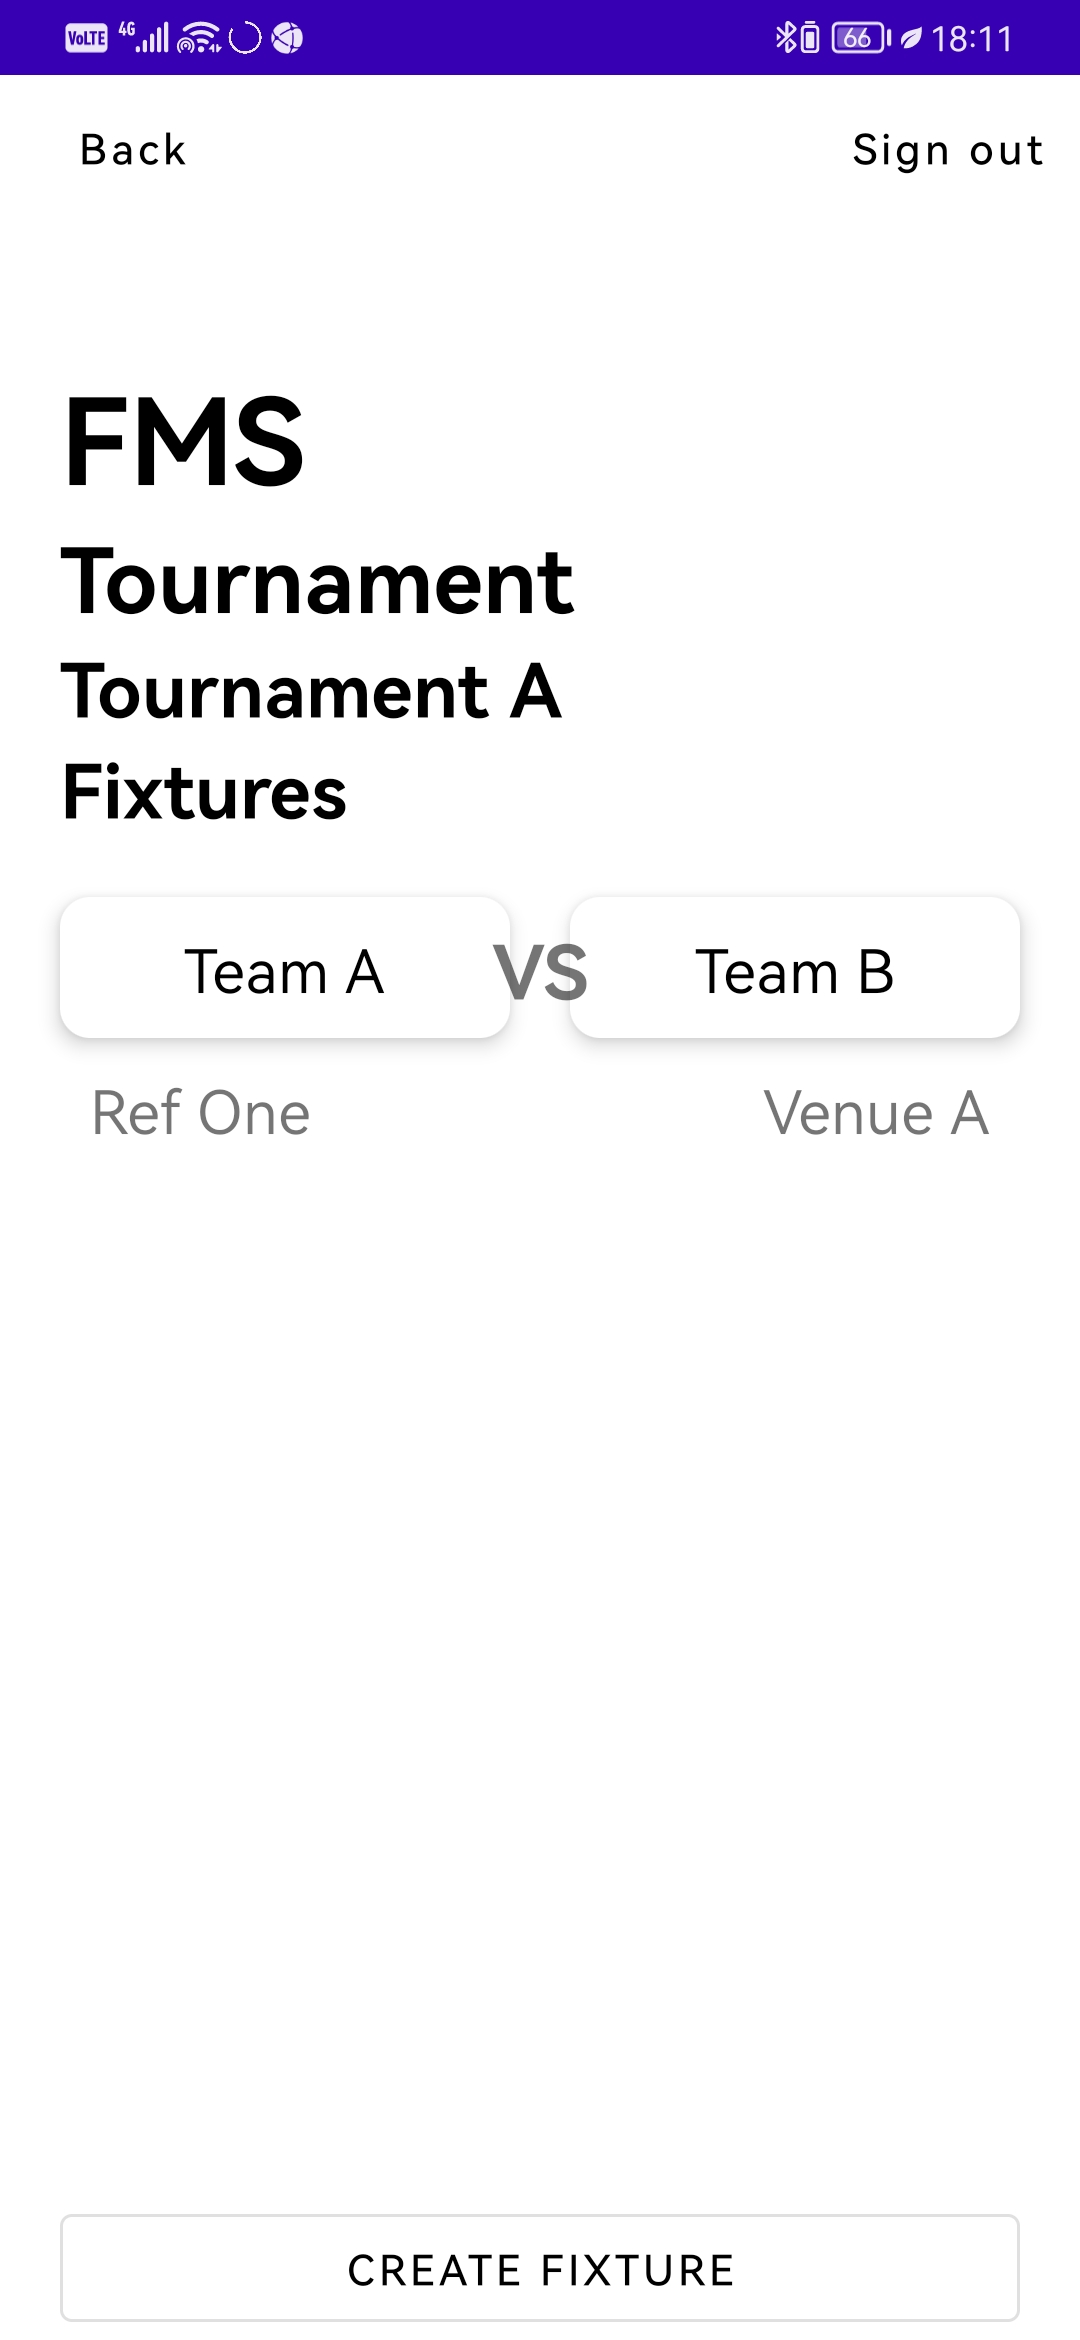 VoLTE 4G 66 18:11
Back Sign out
FMS
Tournament
Tournament A
Fixtures
Team A VS Team B
Ref One Venue A
CREATE FIXTURE